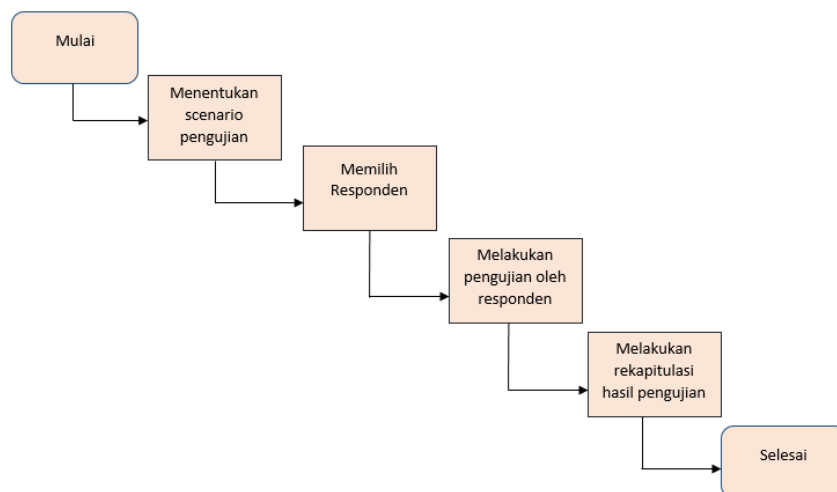 Mulai
Menentukan
scenario
pengujian
Memilih
Responden
Melakukan
pengujian oleh
responden
Melakukan
rekapitulasi
hasil pengujian
Selesai